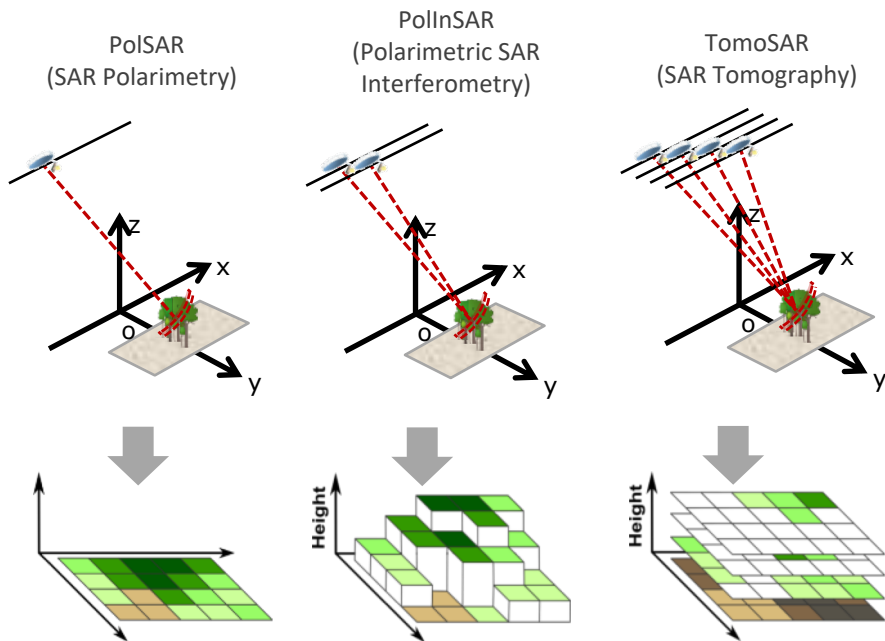 PolSAR
(SAR Polarimetry)
PolInSAR
(Polarimetric SAR
Interferometry)
TomoSAR
(SAR Tomography)
z
x
o
y
z
x
o
y
z
x
o
y
Height
Height